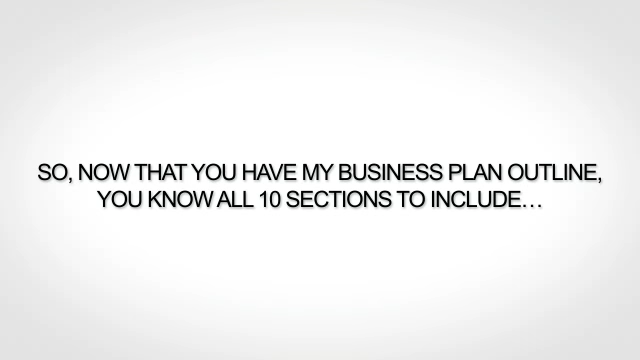 SO, NOW THAT YOU HAVE MY BUSINESS PLAN OUTLINE,
YOU KNOW ALL 10 SECTIONS TO INCLUDE…